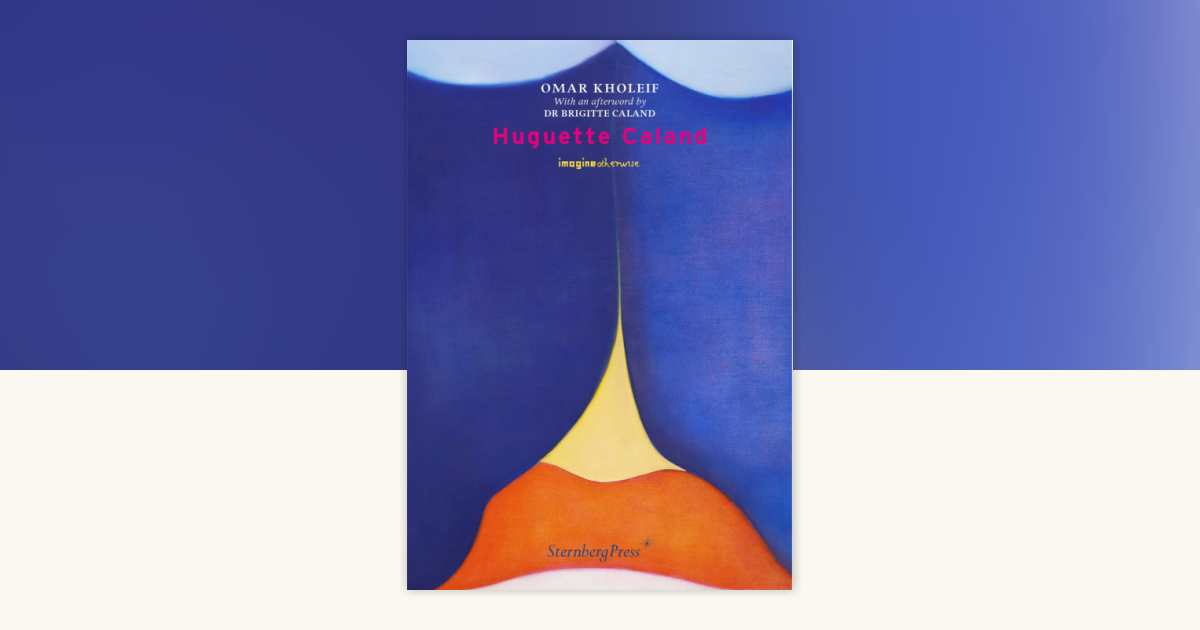 OMAR KHOLEIF
With an afterword by
DR BRIGITTE CALAND
Huguette Caland
imagine otherwise
SternbergPress*